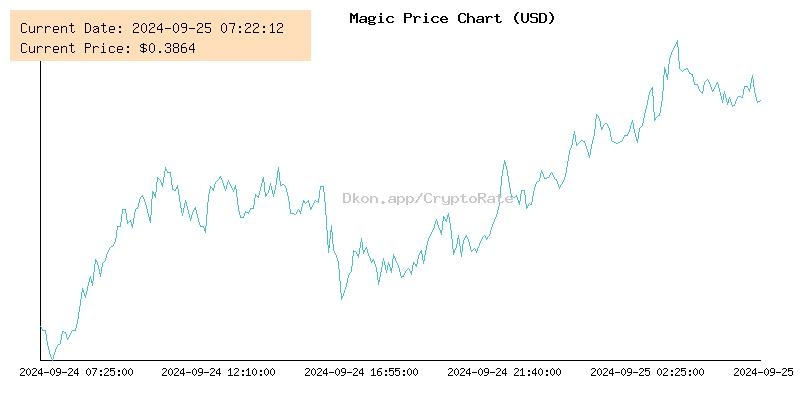 Magic Price Chart (USD)
Current Date: 2024-09-25 07:22:12
Current Price: $0.3864
Dkon.app/CryptoRate
2024-09-24 07:25:00
2024-09-24 12:10:00
2024-09-24 16:55:00
2024-09-24 21:40:00
2024-09-25 02:25:00
2024-09-25